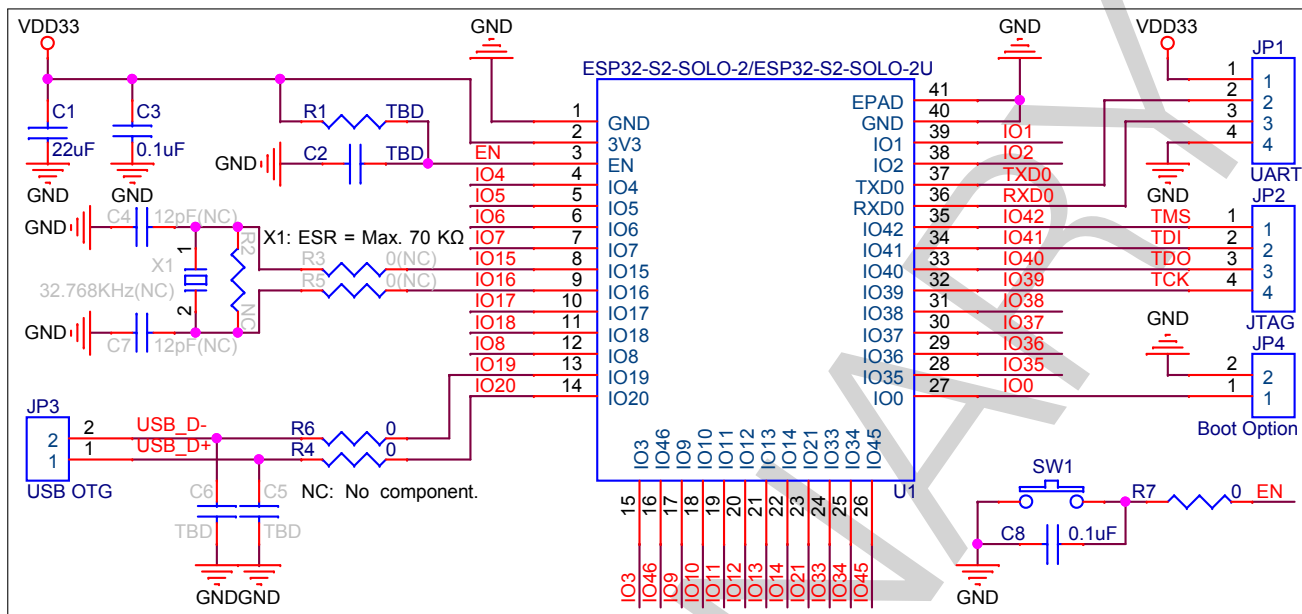 VDD33
GND
GND
VDD33
JP1
ESP32-S2-SOLO-2/ESP32-S2-SOLO-2U
C1
22uF
GND
C3
0.1uF
GND
R1 TBD
GND C2 TBD
EN
IO4
IO5
IO6
IO7
IO15
IO16
IO17
IO18
IO8
IO19
IO20
1 GND
2 3V3
3 EN
4 IO4
5 IO5
6 IO6
7 IO7
8 IO15
9 IO16
10 IO17
11 IO18
12 IO8
13 IO19
14 IO20
EPAD 41
GND 40
IO1 39 IO1
IO2 38 IO2
TXD0 37 TXD0
RXD0 36 RXD0
IO42 35 IO42 TMS
IO41 34 IO41 TDI
IO40 33 IO40 TDO
IO39 32 IO39 TCK
IO38 31 IO38
IO37 30 IO37
IO36 29 IO36
IO35 28 IO35
IO0 27 IO0
1 1
2 2
3 3
4 4
GND
UART
JP2
1 1
2 2
3 3
4 4
JTAG
GND
JP4
2 2
1 1
Boot Option
GND C4 12pF(NC)
1
X1
32.768KHz(NC)
2
R2
NC
GND C7 12pF(NC)
X1: ESR = Max. 70 KΩ
R3 0(NC)
R5 0(NC)
JP3
2 2 USB_D- R6 0
1 1 USB_D+ R4 0
USB OTG
NC: No component.
C6
TBD
GND
C5
TBD
GND
IO3 IO46 IO9 IO10 IO11 IO12 IO13 IO14 IO21 IO33 IO34 IO45
U1
15 16 17 18 19 20 21 22 23 24 25 26
IO3 IO46 IO9 IO10 IO11 IO12 IO13 IO14 IO21 IO33 IO34 IO45
SW1
R7 0 EN
C8 0.1uF
GND